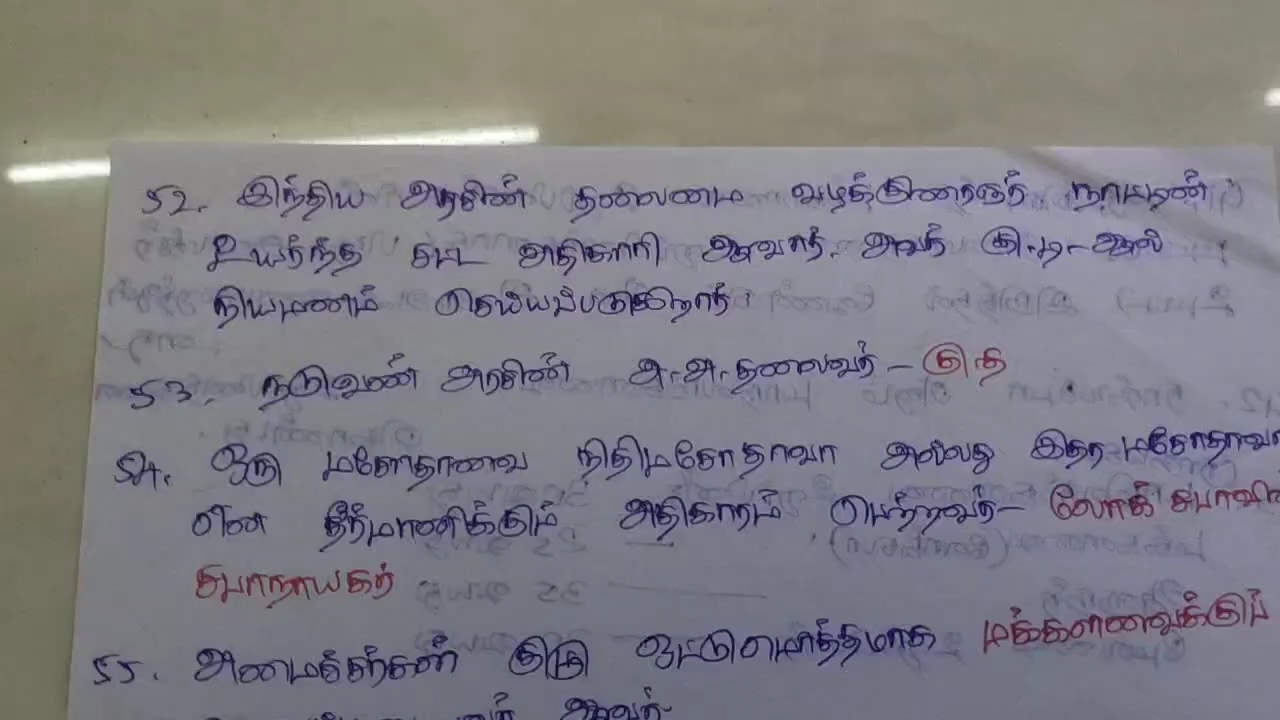 52. இந்திய அரசின் தலைமை வழக்குரைஞர் நாட்டின்
உயர்ந்த சட்ட அதிகாரி ஆவார். அவர் கு.டி.ஆல்
நியமனம் செய்யப்படுகிறார்.
53. நடுவண் அரசின் அ.அ.தலைவர் –
54. ஒரு மசோதாவை நிதிமசோதாவா அல்லது இதர மசோதாவா
என தீர்மானிக்கும் அதிகாரம் பெற்றவர்– லோக் சபாவின்
சபாநாயகர்
55. அமைச்சர்கள் குழு ஒட்டுமொத்தமாக மக்களவைக்குப்